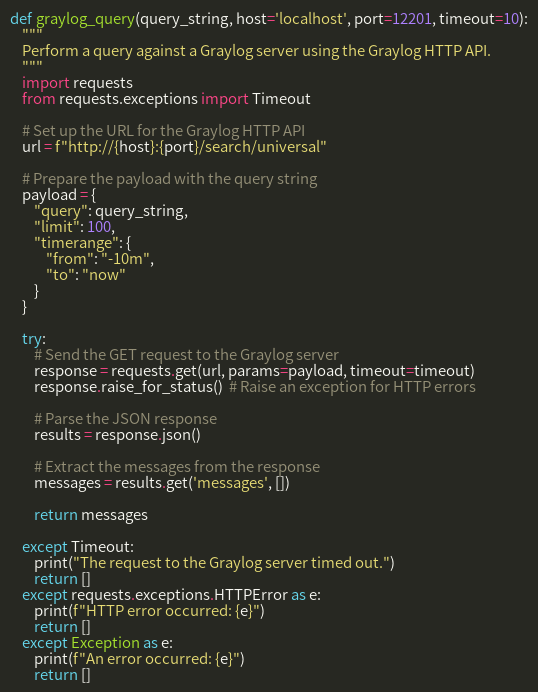 def graylog_query(query_string, host='localhost', port=12201, timeout=10):
    """
    Perform a query against a Graylog server using the Graylog HTTP API.
    """
    import requests
    from requests.exceptions import Timeout

    # Set up the URL for the Graylog HTTP API
    url = f"http://{host}:{port}/search/universal"

    # Prepare the payload with the query string
    payload = {
        "query": query_string,
        "limit": 100,
        "timerange": {
            "from": "-10m",
            "to": "now"
        }
    }

    try:
        # Send the GET request to the Graylog server
        response = requests.get(url, params=payload, timeout=timeout)
        response.raise_for_status()  # Raise an exception for HTTP errors

        # Parse the JSON response
        results = response.json()

        # Extract the messages from the response
        messages = results.get('messages', [])

        return messages

    except Timeout:
        print("The request to the Graylog server timed out.")
        return []
    except requests.exceptions.HTTPError as e:
        print(f"HTTP error occurred: {e}")
        return []
    except Exception as e:
        print(f"An error occurred: {e}")
        return []